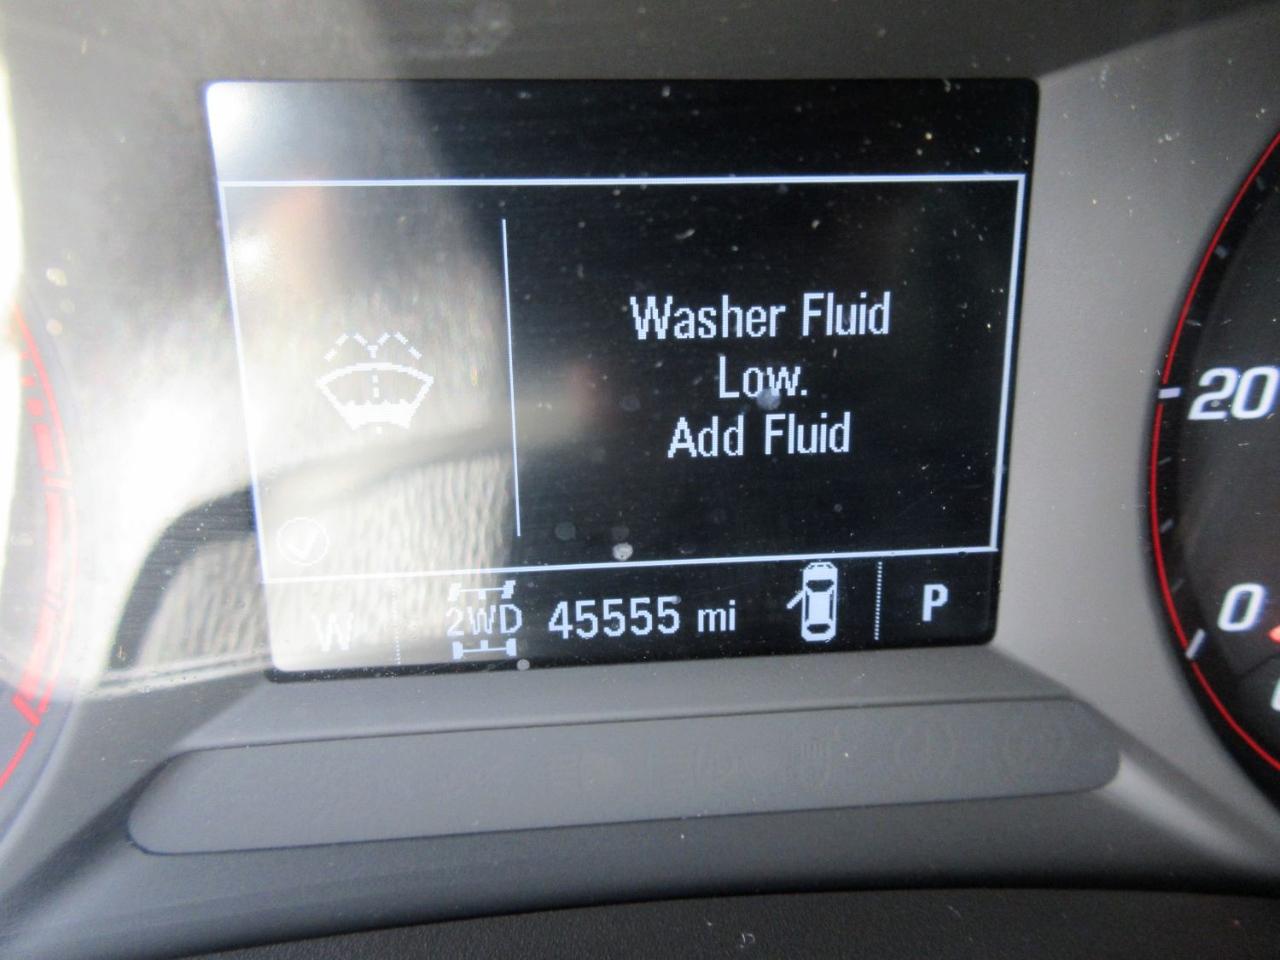 Washer Fluid
Low.
Add Fluid
W
2WD
45555 mi
P
20
0